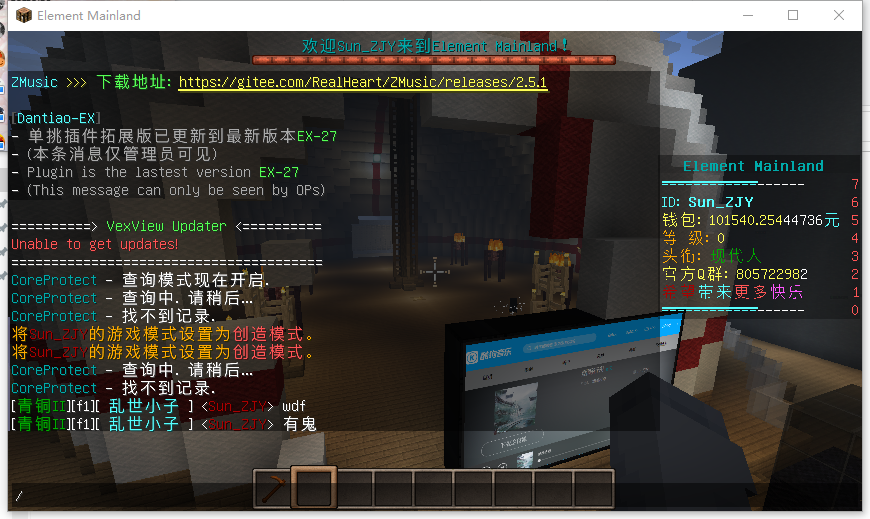 Element Mainland
欢迎Sun_ZJY来到Element Mainland!
ZMusic >>> 下载地址: https://gitee.com/RealHeart/ZMusic/releases/2.5.1
[Dantiao-EX]
- 单挑插件拓展版已更新到最新版本EX-27
- (本条消息仅管理员可见)
- Plugin is the lastest version EX-27
- (This message can only be seen by OPs)
==========> VexView Updater <==========
Unable to get updates!
=====================================
CoreProtect - 查询模式现在开启.
CoreProtect - 查询中. 请稍后...
CoreProtect - 找不到记录.
将Sun_ZJY的游戏模式设置为创造模式。
将Sun_ZJY的游戏模式设置为创造模式。
CoreProtect - 查询中. 请稍后...
CoreProtect - 找不到记录.
[青铜II][f1][ 乱世小子 ] <Sun_ZJY> wdf
[青铜II][f1][ 乱世小子 ] <Sun_ZJY> 有鬼
/
Element Mainland
------ 7
ID: Sun_ZJY 6
钱包: 101540.25444736元 5
等 级: 0 4
头衔: 现代人 3
官方Q群: 805722982 2
带来更多快乐 1
------ 0
酷狗音乐